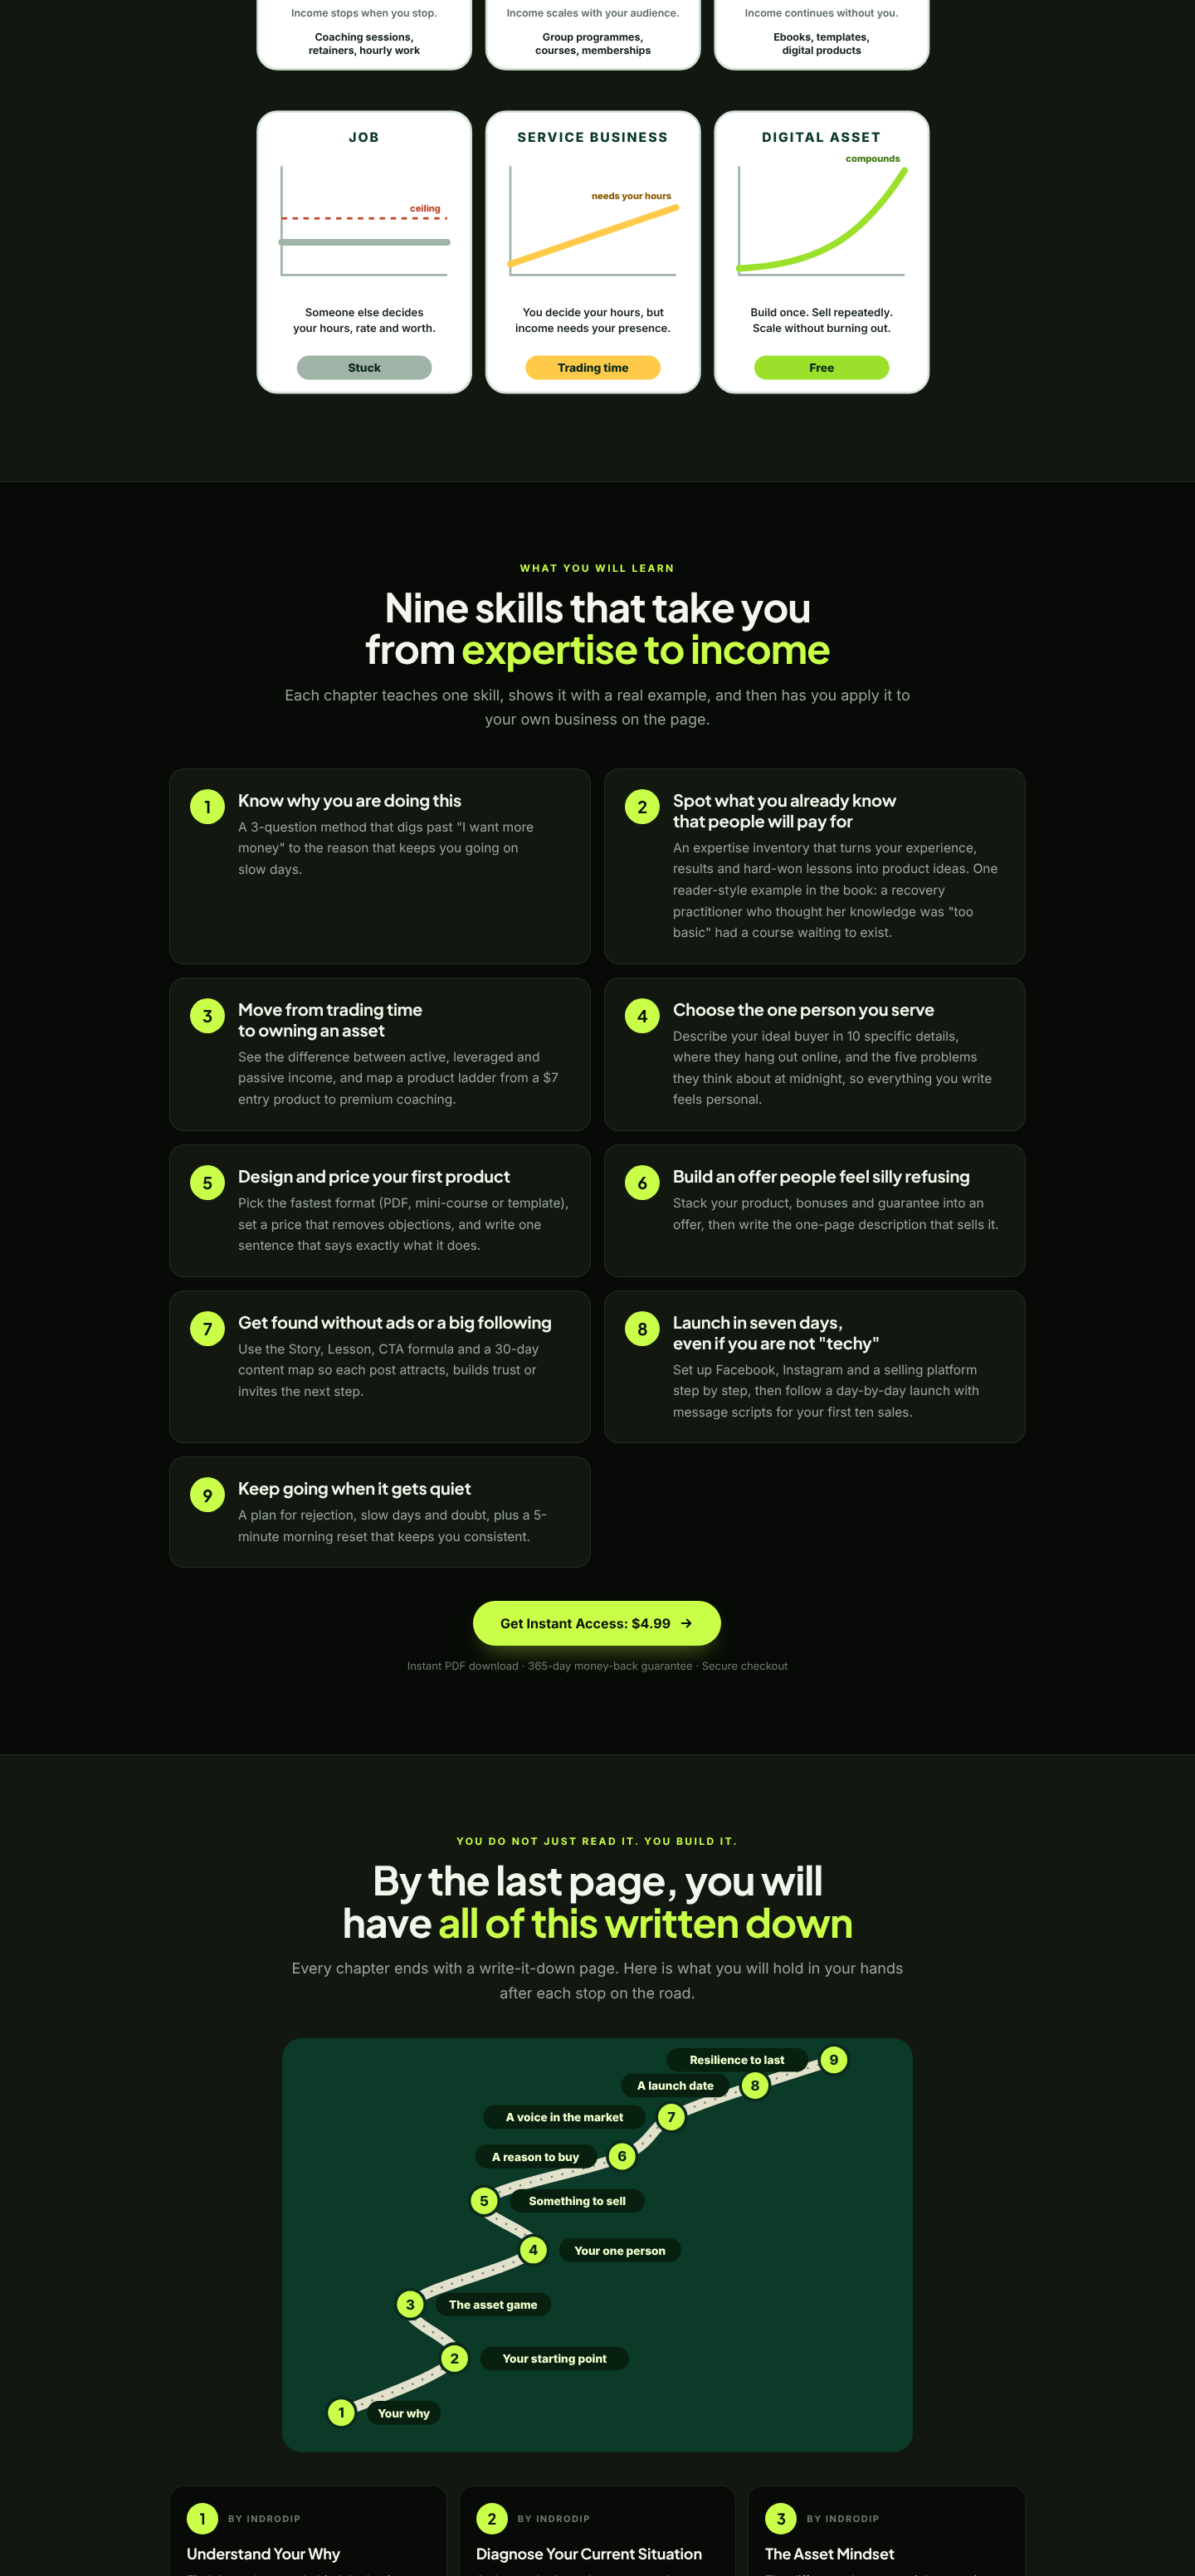 Income stops when you stop.
Coaching sessions,
retainers, hourly work
Income scales with your audience.
Group programmes,
courses, memberships
Income continues without you.
Ebooks, templates,
digital products
JOB
ceiling
Someone else decides
your hours, rate and worth.
Stuck
SERVICE BUSINESS
needs your hours
You decide your hours, but
income needs your presence.
Trading time
DIGITAL ASSET
compounds
Build once. Sell repeatedly.
Scale without burning out.
Free
WHAT YOU WILL LEARN
Nine skills that take you
from expertise to income
Each chapter teaches one skill, shows it with a real example, and then has you apply it to
your own business on the page.
1
Know why you are doing this
A 3-question method that digs past "I want more
money" to the reason that keeps you going on
slow days.
2
Spot what you already know
that people will pay for
An expertise inventory that turns your experience,
results and hard-won lessons into product ideas. One
reader-style example in the book: a recovery
practitioner who thought her knowledge was "too
basic" had a course waiting to exist.
3
Move from trading time
to owning an asset
See the difference between active, leveraged and
passive income, and map a product ladder from a $7
entry product to premium coaching.
4
Choose the one person you serve
Describe your ideal buyer in 10 specific details,
where they hang out online, and the five problems
they think about at midnight, so everything you write
feels personal.
5
Design and price your first product
Pick the fastest format (PDF, mini-course or template),
set a price that removes objections, and write one
sentence that says exactly what it does.
6
Build an offer people feel silly refusing
Stack your product, bonuses and guarantee into an
offer, then write the one-page description that sells it.
7
Get found without ads or a big following
Use the Story, Lesson, CTA formula and a 30-day
content map so each post attracts, builds trust or
invites the next step.
8
Launch in seven days,
even if you are not "techy"
Set up Facebook, Instagram and a selling platform
step by step, then follow a day-by-day launch with
message scripts for your first ten sales.
9
Keep going when it gets quiet
A plan for rejection, slow days and doubt, plus a 5-
minute morning reset that keeps you consistent.
Get Instant Access: $4.99 →
Instant PDF download · 365-day money-back guarantee · Secure checkout
YOU DO NOT JUST READ IT. YOU BUILD IT.
By the last page, you will
have all of this written down
Every chapter ends with a write-it-down page. Here is what you will hold in your hands
after each stop on the road.
Resilience to last 9
A launch date 8
A voice in the market 7
A reason to buy 6
5 Something to sell
4 Your one person
3 The asset game
2 Your starting point
1 Your why
1 BY INDRODIP
Understand Your Why
2 BY INDRODIP
Diagnose Your Current Situation
3 BY INDRODIP
The Asset Mindset